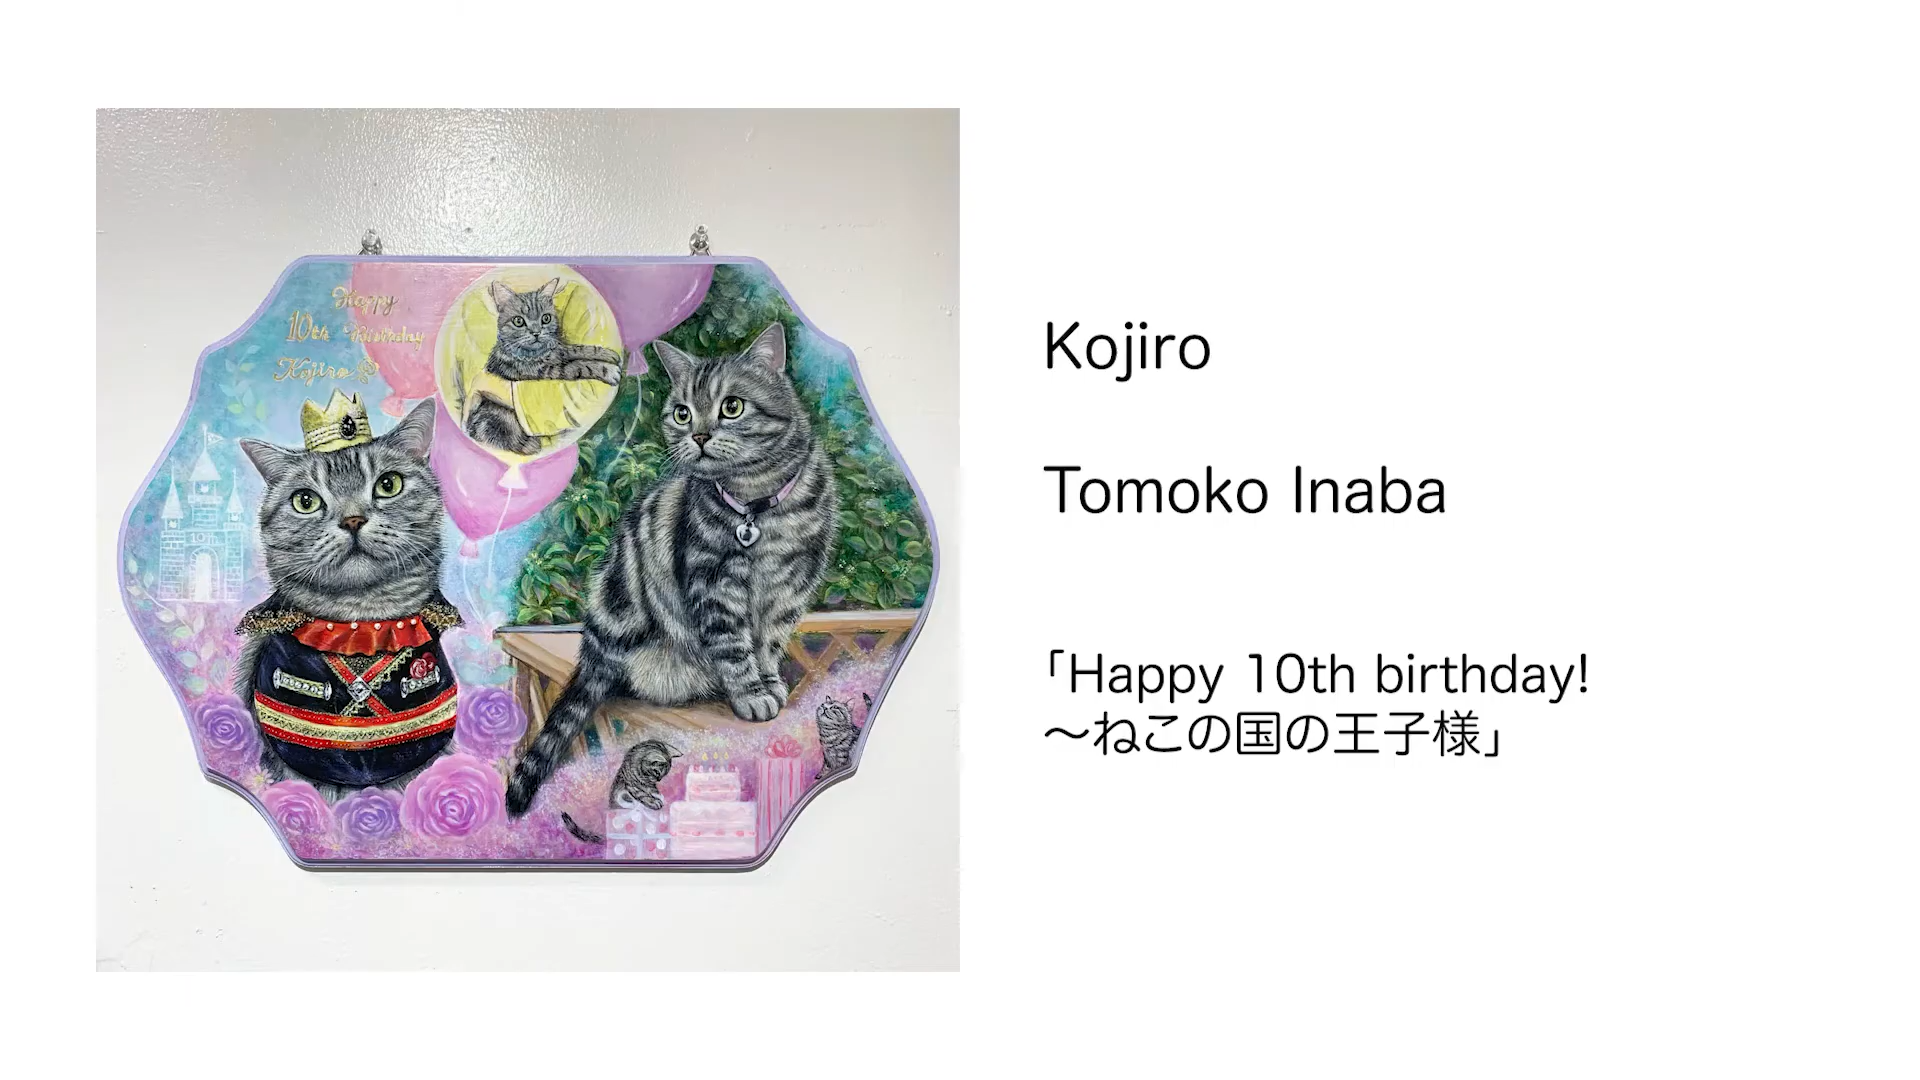 Happy
10th Birthday
Kojiro
10th
Kojiro
Tomoko Inaba
「Happy 10th birthday!
〜ねこの国の王子様」